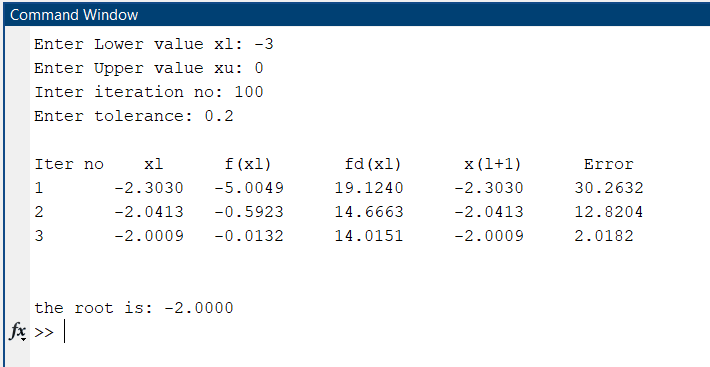 Command Window
Enter Lower value xl: -3
Enter Upper value xu: 0
Inter iteration no: 100
Enter tolerance: 0.2
Iter no xl f(xl) fd(xl) x(l+1) Error
1 -2.3030 -5.0049 19.1240 -2.3030 30.2632
2 -2.0413 -0.5923 14.6663 -2.0413 12.8204
3 -2.0009 -0.0132 14.0151 -2.0009 2.0182
the root is: -2.0000
fx >>